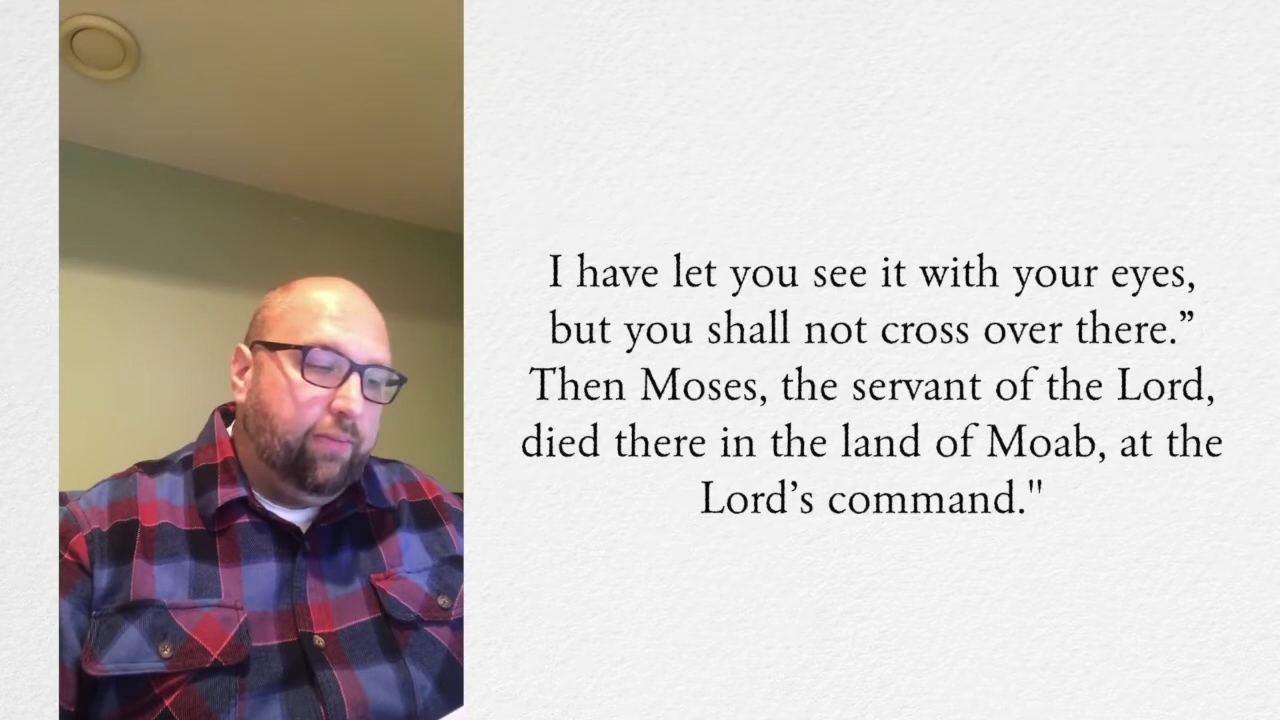 I have let you see it with your eyes,
but you shall not cross over there.”
Then Moses, the servant of the Lord,
died there in the land of Moab, at the
Lord’s command."